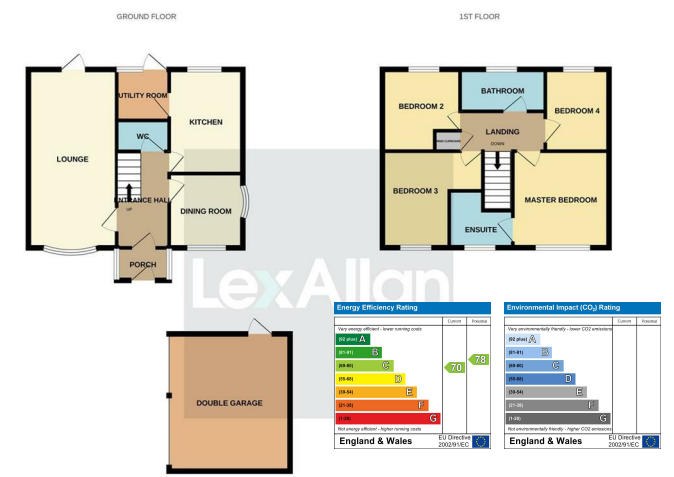 GROUND FLOOR
1ST FLOOR
UTILITY ROOM
KITCHEN
WC
LOUNGE
ENTRANCE HALL
UP
DINING ROOM
PORCH
BATHROOM
BEDROOM 2
BEDROOM 4
LANDING
DOWN
BEDROOM 3
MASTER BEDROOM
ENSUITE
LexAllan
DOUBLE GARAGE
Energy Efficiency Rating
Current Potential
Very energy efficient - lower running costs
(92 plus) A
(81-91) B
(69-80) C
(55-68) D
(39-54) E
(21-38) F
(1-20) G
70
78
Not energy efficient - higher running costs
England & Wales
EU Directive
2002/91/EC
Environmental Impact (CO₂) Rating
Current Potential
Very environmentally friendly - lower CO2 emissions
(92 plus) A
(81-91) B
(69-80) C
(55-68) D
(39-54) E
(21-38) F
(1-20) G
Not environmentally friendly - higher CO2 emissions
England & Wales
EU Directive
2002/91/EC